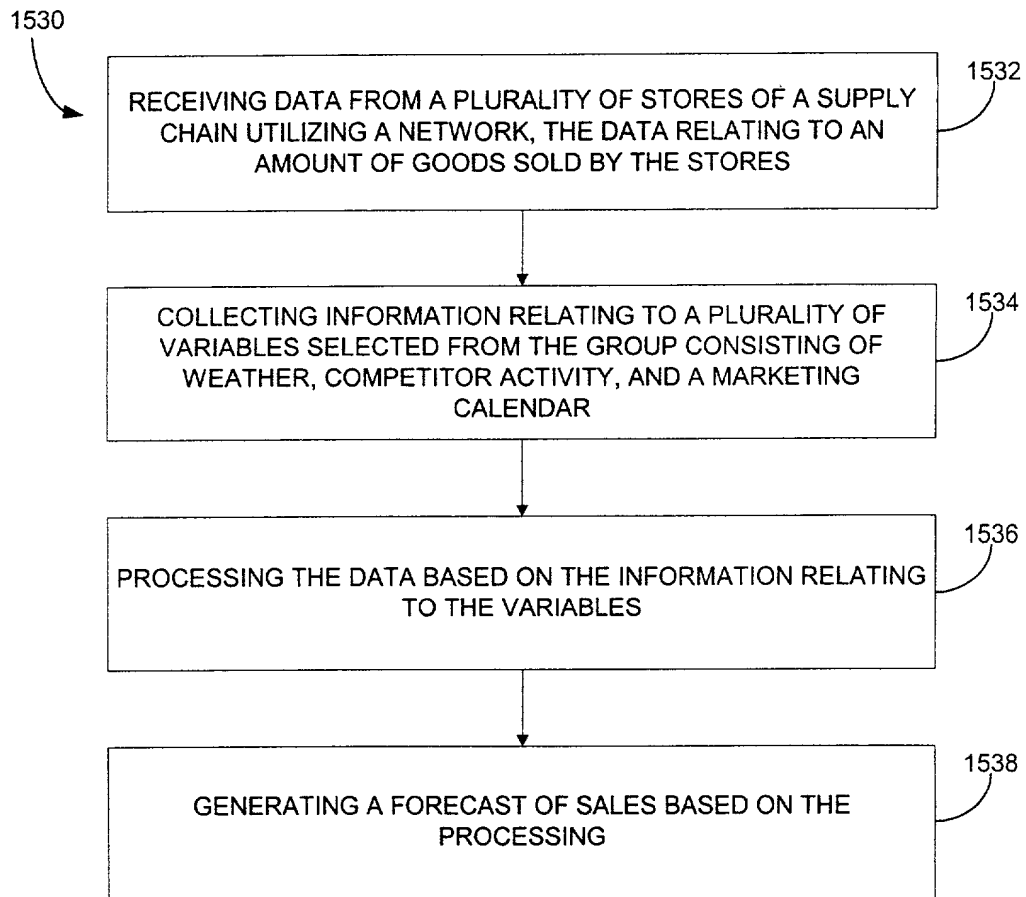 1530
1532
RECEIVING DATA FROM A PLURALITY OF STORES OF A SUPPLY
CHAIN UTILIZING A NETWORK, THE DATA RELATING TO AN
AMOUNT OF GOODS SOLD BY THE STORES
1534
COLLECTING INFORMATION RELATING TO A PLURALITY OF
VARIABLES SELECTED FROM THE GROUP CONSISTING OF
WEATHER, COMPETITOR ACTIVITY, AND A MARKETING
CALENDAR
1536
PROCESSING THE DATA BASED ON THE INFORMATION RELATING
TO THE VARIABLES
1538
GENERATING A FORECAST OF SALES BASED ON THE
PROCESSING